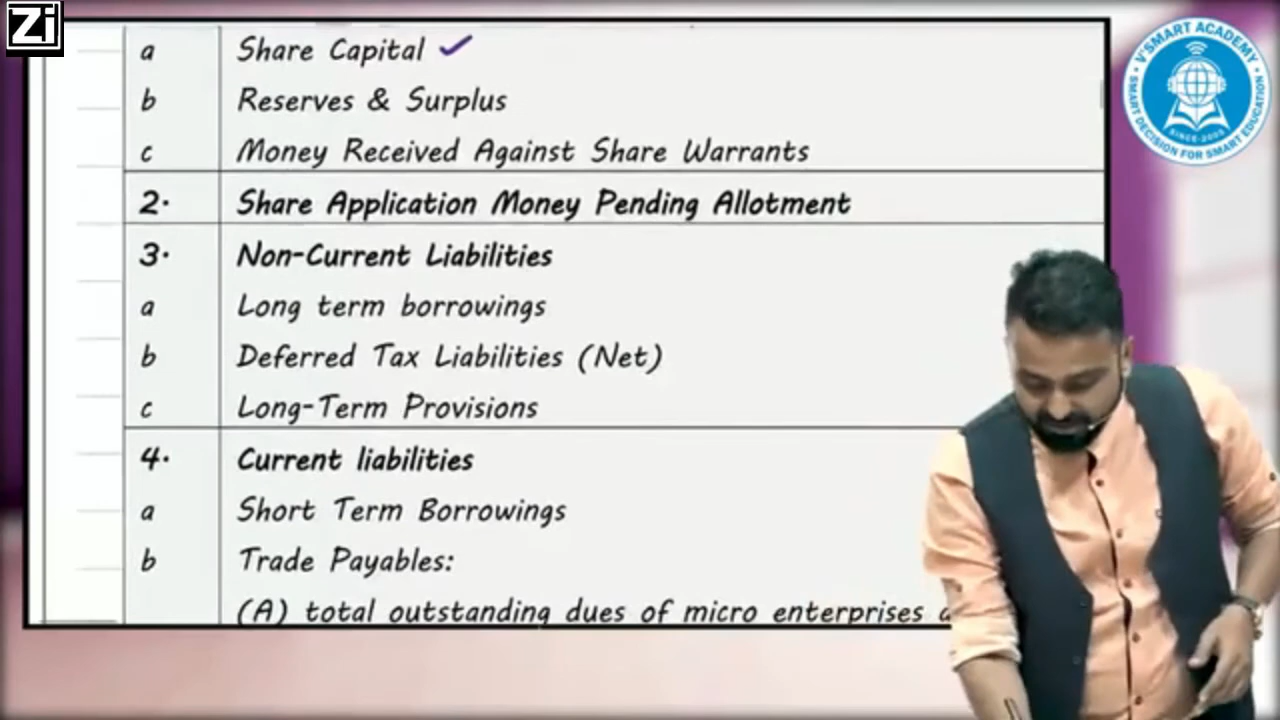 Zi
a Share Capital
b Reserves & Surplus
c Money Received Against Share Warrants
2. Share Application Money Pending Allotment
3. Non-Current Liabilities
a Long term borrowings
b Deferred Tax Liabilities (Net)
c Long-Term Provisions
4. Current liabilities
a Short Term Borrowings
b Trade Payables:
(A) total outstanding dues of micro enterprises
V'SMART ACADEMY
SINCE-2005
SMART DECISION FOR SMART EDUCATION